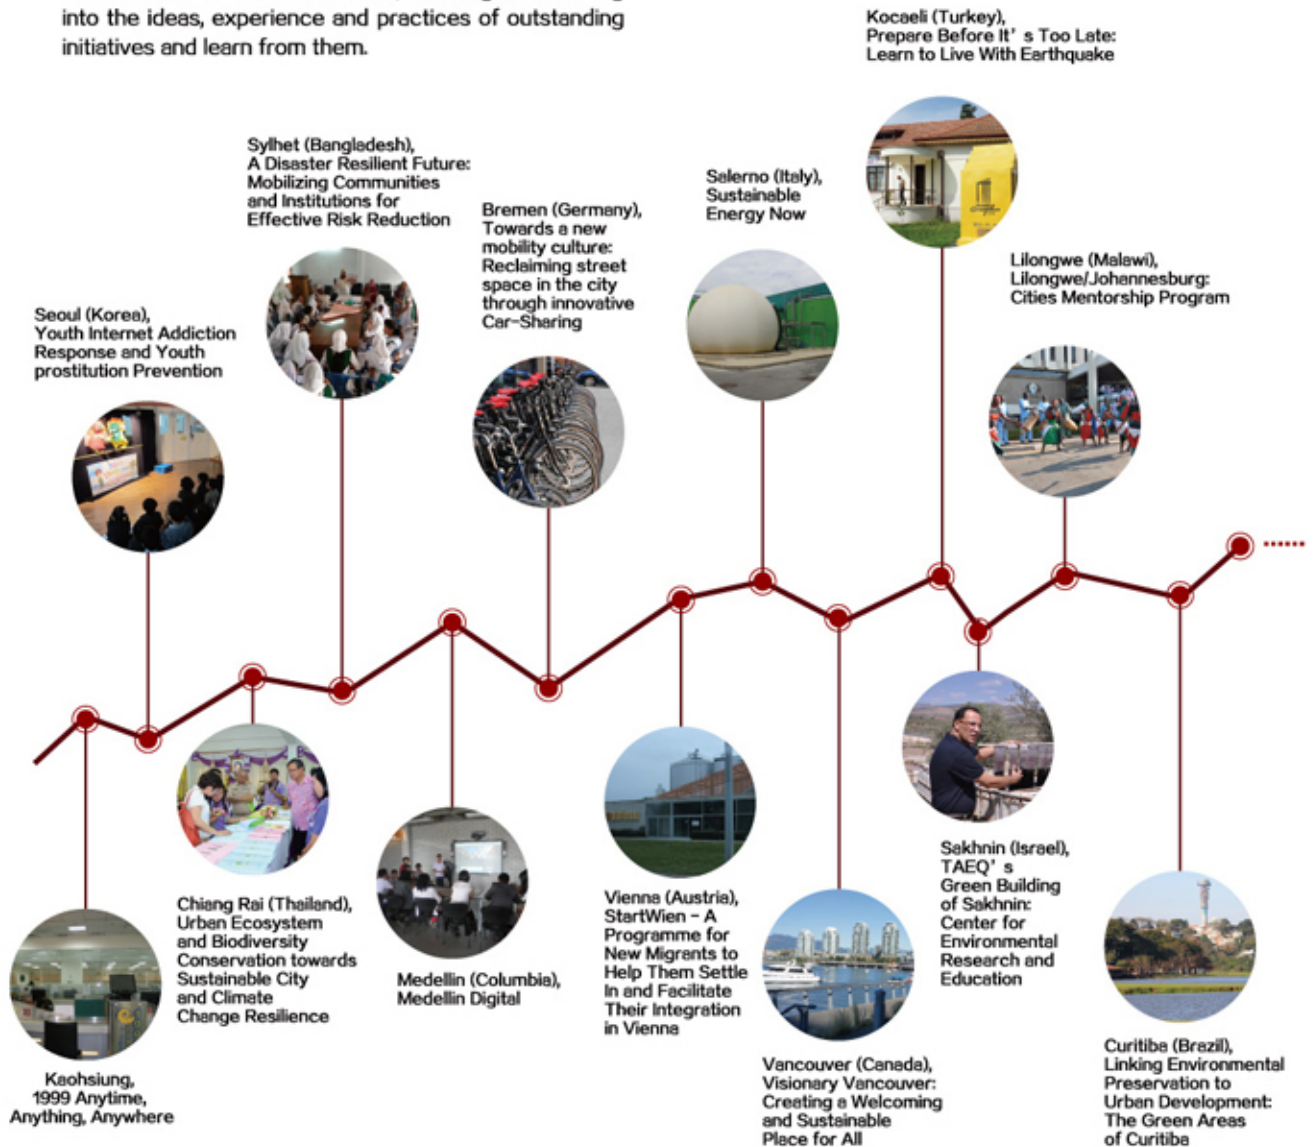 into the ideas, experience and practices of outstanding
initiatives and learn from them.
Kocaeli (Turkey),
Prepare Before It's Too Late:
Learn to Live With Earthquake
Sylhet (Bangladesh),
A Disaster Resilient Future:
Mobilizing Communities
and Institutions for
Effective Risk Reduction
Salerno (Italy),
Sustainable
Energy Now
Bremen (Germany),
Towards a new
mobility culture:
Reclaiming street
space in the city
through innovative
Car-Sharing
Lilongwe (Malawi),
Lilongwe/Johannesburg:
Cities Mentorship Program
Seoul (Korea),
Youth Internet Addiction
Response and Youth
prostitution Prevention
Sakhnin (Israel),
TAEQ's
Green Building
of Sakhnin:
Center for
Environmental
Research and
Education
Chiang Rai (Thailand),
Urban Ecosystem
and Biodiversity
Conservation towards
Sustainable City
and Climate
Change Resilience
Vienna (Austria),
StartWien - A
Programme for
New Migrants to
Help Them Settle
In and Facilitate
Their Integration
in Vienna
Medellin (Columbia),
Medellin Digital
Kaohsiung,
1999 Anytime,
Anything, Anywhere
Vancouver (Canada),
Visionary Vancouver:
Creating a Welcoming
and Sustainable
Place for All
Curitiba (Brazil),
Linking Environmental
Preservation to
Urban Development:
The Green Areas
of Curitiba